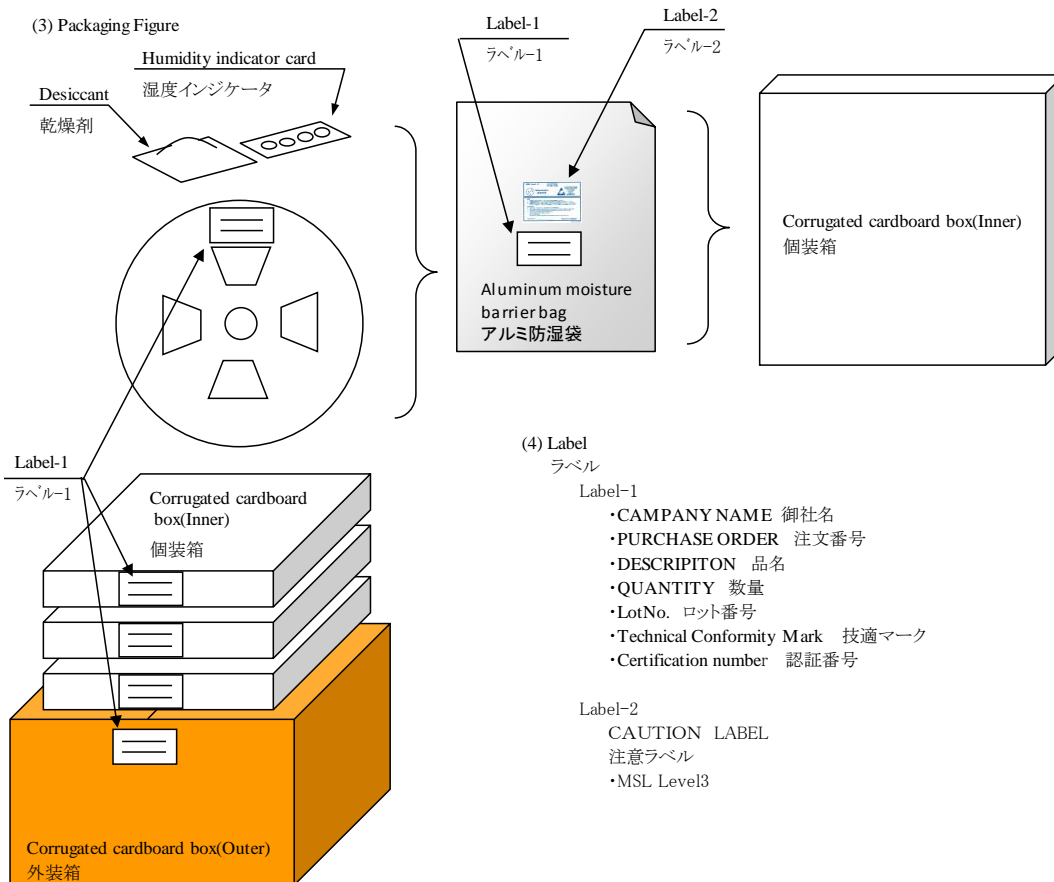 (3) Packaging Figure
Label-1
ラベル-1
Label-2
ラベル-2
Humidity indicator card
湿度インジケータ
Desiccant
乾燥剤
Aluminum moisture
barrier bag
アルミ防湿袋
Corrugated cardboard box(Inner)
個装箱
Label-1
ラベル-1
Corrugated cardboard
box(Inner)
個装箱
Corrugated cardboard box(Outer)
外装箱
(4) Label
ラベル
Label-1
・CAMPANY NAME 御社名
・PURCHASE ORDER 注文番号
・DESCRIPITON 品名
・QUANTITY 数量
・LotNo. ロット番号
・Technical Conformity Mark 技適マーク
・Certification number 認証番号
Label-2
CAUTION LABEL
注意ラベル
・MSL Level3